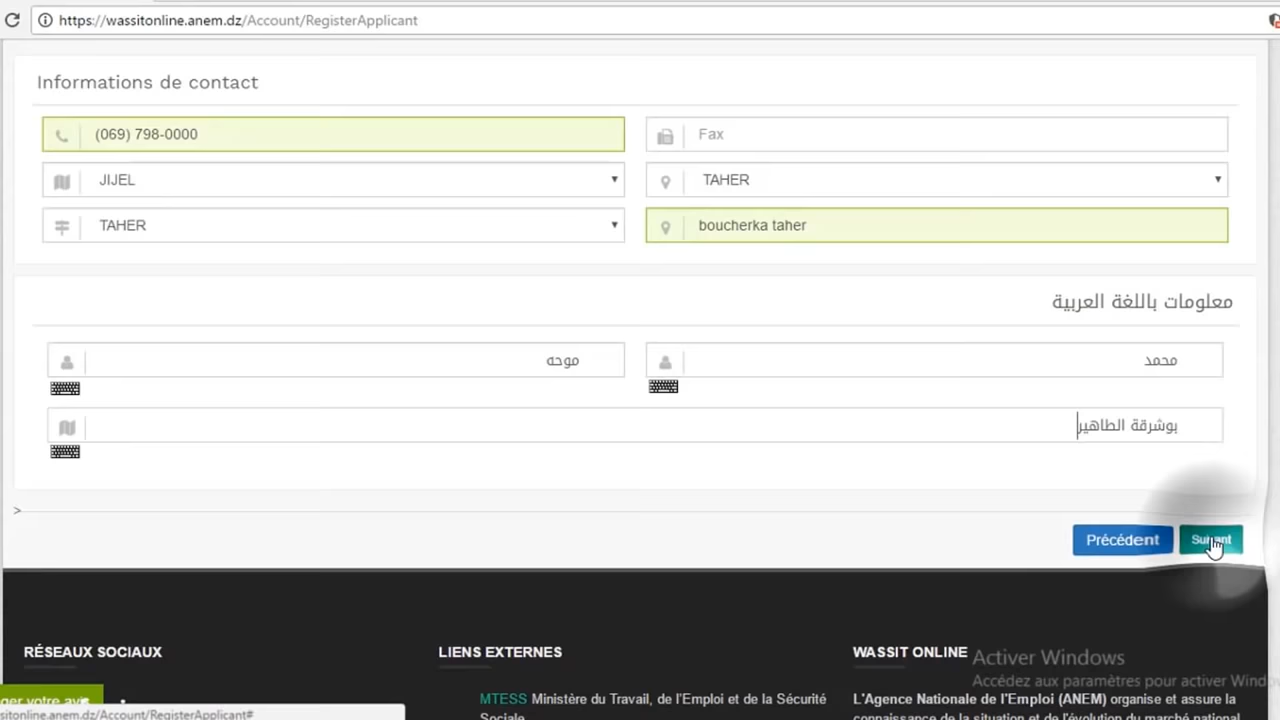 https://wassitonline.anem.dz/Account/RegisterApplicant
Informations de contact
(069) 798-0000
Fax
JIJEL
TAHER
TAHER
boucherka taher
معلومات باللغة العربية
محمد
موحه
بوشرقة الطاهير
>
Précédent
Suivant
RÉSEAUX SOCIAUX
LIENS EXTERNES
WASSIT ONLINE
Activer Windows
Accédez aux paramètres pour activer
MTESS Ministère du Travail, de l'Emploi et de la Sécurité
Sociale
L'Agence Nationale de l'Emploi (ANEM) organise et assure la
connaissance de la situation et de l'évolution du marché national
ger votre avis
sitonline.anem.dz/Account/RegisterApplicant#